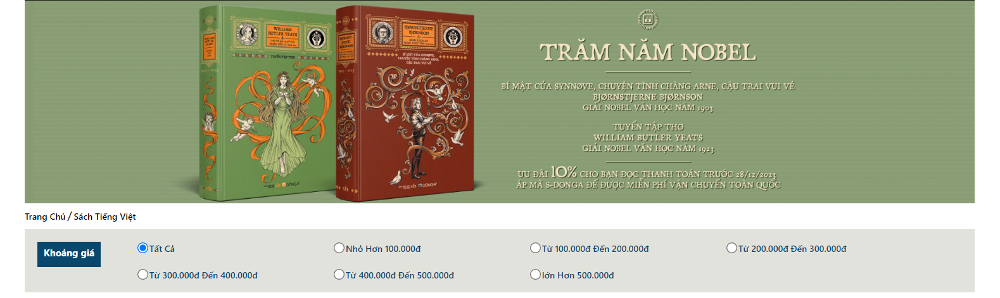 WILLIAM
BUTLER YEATS
TUYỂN TẬP THƠ
1923 - 2023
ĐÔNG A
BJØRNSTJERNE
BJØRNSON
BÍ MẬT CỦA SYNNØVE,
CHUYỆN TÌNH CHÀNG ARNE,
CẬU TRAI VUI VẺ
ĐÔNG A
TRĂM NĂM NOBEL
BÍ MẬT CỦA SYNNØVE, CHUYỆN TÌNH CHÀNG ARNE, CẬU TRAI VUI VẺ
BJØRNSTJERNE BJØRNSON
GIẢI NOBEL VĂN HỌC NĂM 1903
TUYỂN TẬP THƠ
WILLIAM BUTLER YEATS
GIẢI NOBEL VĂN HỌC NĂM 1923
ƯU ĐÃI 10% CHO BẠN ĐỌC THANH TOÁN TRƯỚC 28/12/2023
ÁP MÃ S-DONGA ĐỂ ĐƯỢC MIỄN PHÍ VẬN CHUYỂN TOÀN QUỐC
Trang Chủ / Sách Tiếng Việt
Khoảng giá
Tất Cả
Nhỏ Hơn 100.000đ
Từ 100.000đ Đến 200.000đ
Từ 200.000đ Đến 300.000đ
Từ 300.000đ Đến 400.000đ
Từ 400.000đ Đến 500.000đ
lớn Hơn 500.000đ